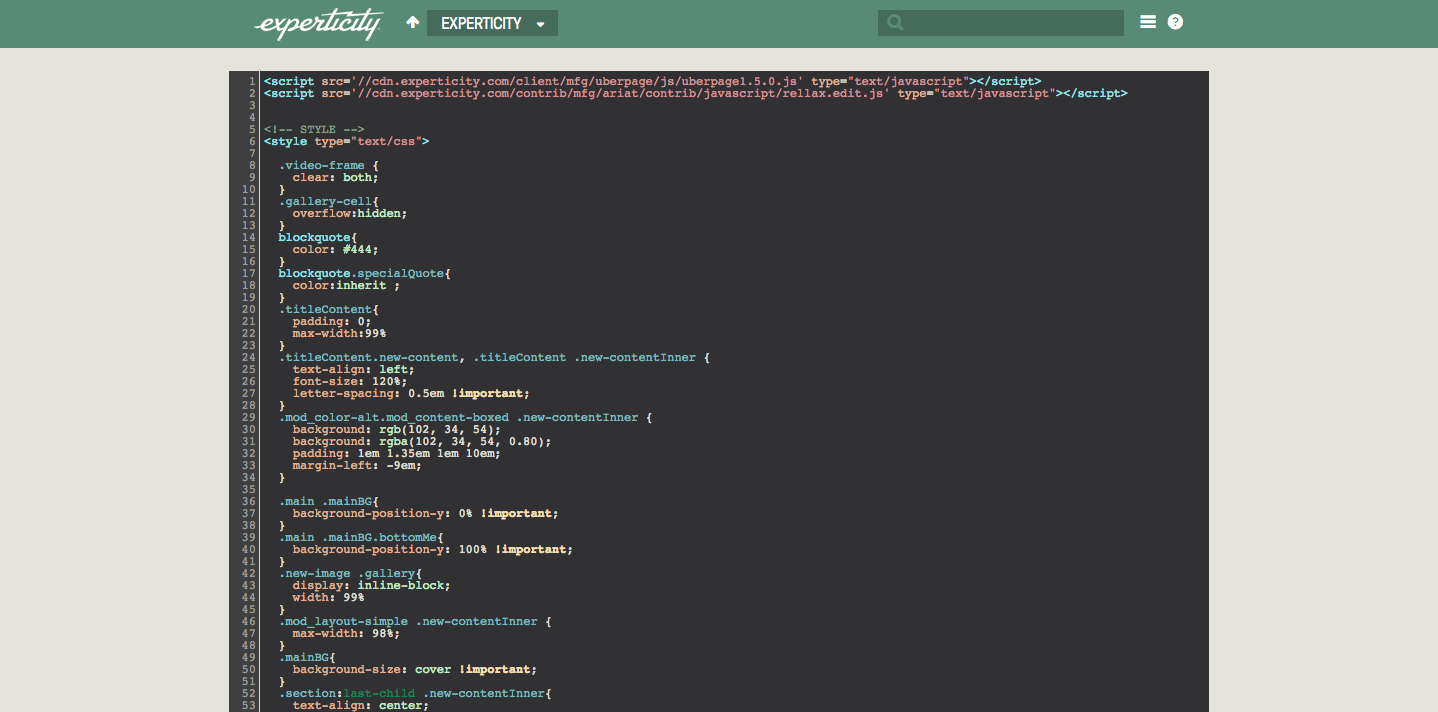 experticity
EXPERTICITY
?
1 <script src='//cdn.experticity.com/client/mfg/uberpage/js/uberpage1.5.0.js' type="text/javascript"></script>
2 <script src='//cdn.experticity.com/contrib/mfg/ariat/contrib/javascript/rellax.edit.js' type="text/javascript"></script>
3
4
5 <!-- STYLE -->
6 <style type="text/css">
7
8 .video-frame {
9 clear: both;
10 }
11 .gallery-cell{
12 overflow:hidden;
13 }
14 blockquote{
15 color: #444;
16 }
17 blockquote.specialQuote{
18 color:inherit ;
19 }
20 .titleContent{
21 padding: 0;
22 max-width:99%
23 }
24 .titleContent.new-content, .titleContent .new-contentInner {
25 text-align: left;
26 font-size: 120%;
27 letter-spacing: 0.5em !important;
28 }
29 .mod_color-alt.mod_content-boxed .new-contentInner {
30 background: rgb(102, 34, 54);
31 background: rgba(102, 34, 54, 0.80);
32 padding: 1em 1.35em 1em 10em;
33 margin-left: -9em;
34 }
35
36 .main .mainBG{
37 background-position-y: 0% !important;
38 }
39 .main .mainBG.bottomMe{
40 background-position-y: 100% !important;
41 }
42 .new-image .gallery{
43 display: inline-block;
44 width: 99%
45 }
46 .mod_layout-simple .new-contentInner {
47 max-width: 98%;
48 }
49 .mainBG{
50 background-size: cover !important;
51 }
52 .section:last-child .new-contentInner{
53 text-align: center;